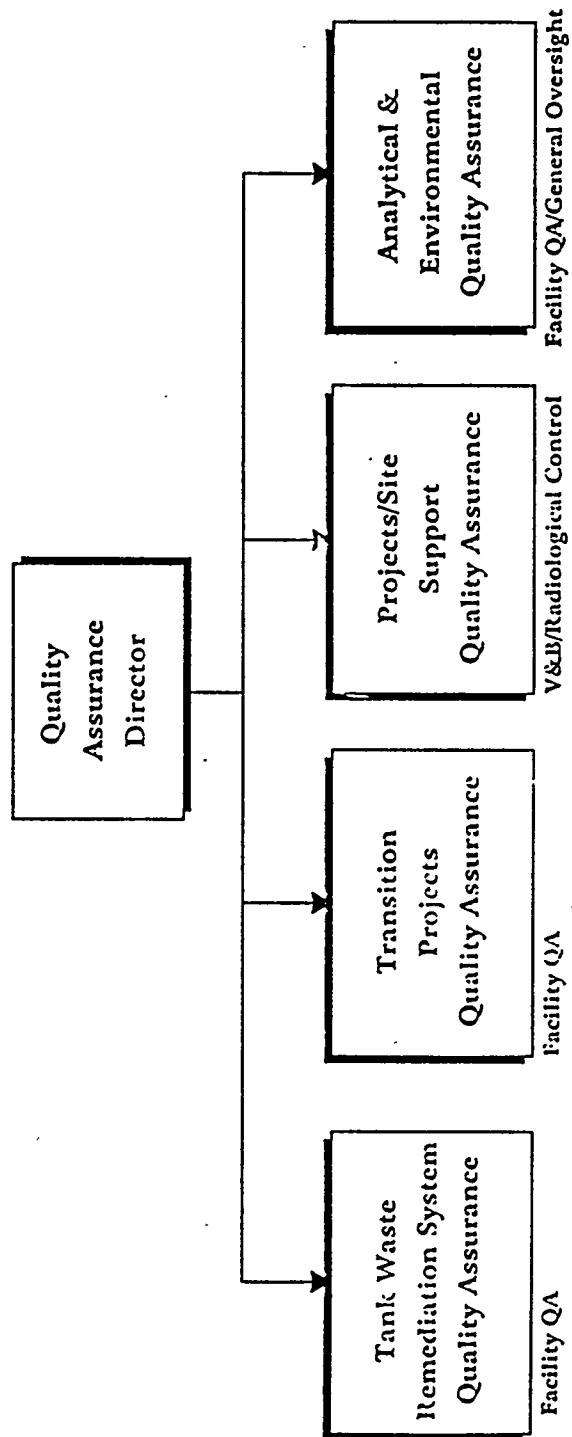 Quality
Assurance
Director
Tank Waste
Remediation System
Quality Assurance
Facility QA
Transition
Projects
Quality Assurance
Facility QA
Projects/Site
Support
Quality Assurance
V&B/Radiological Control
Analytical &
Environmental
Quality Assurance
Facility QA/General Oversight